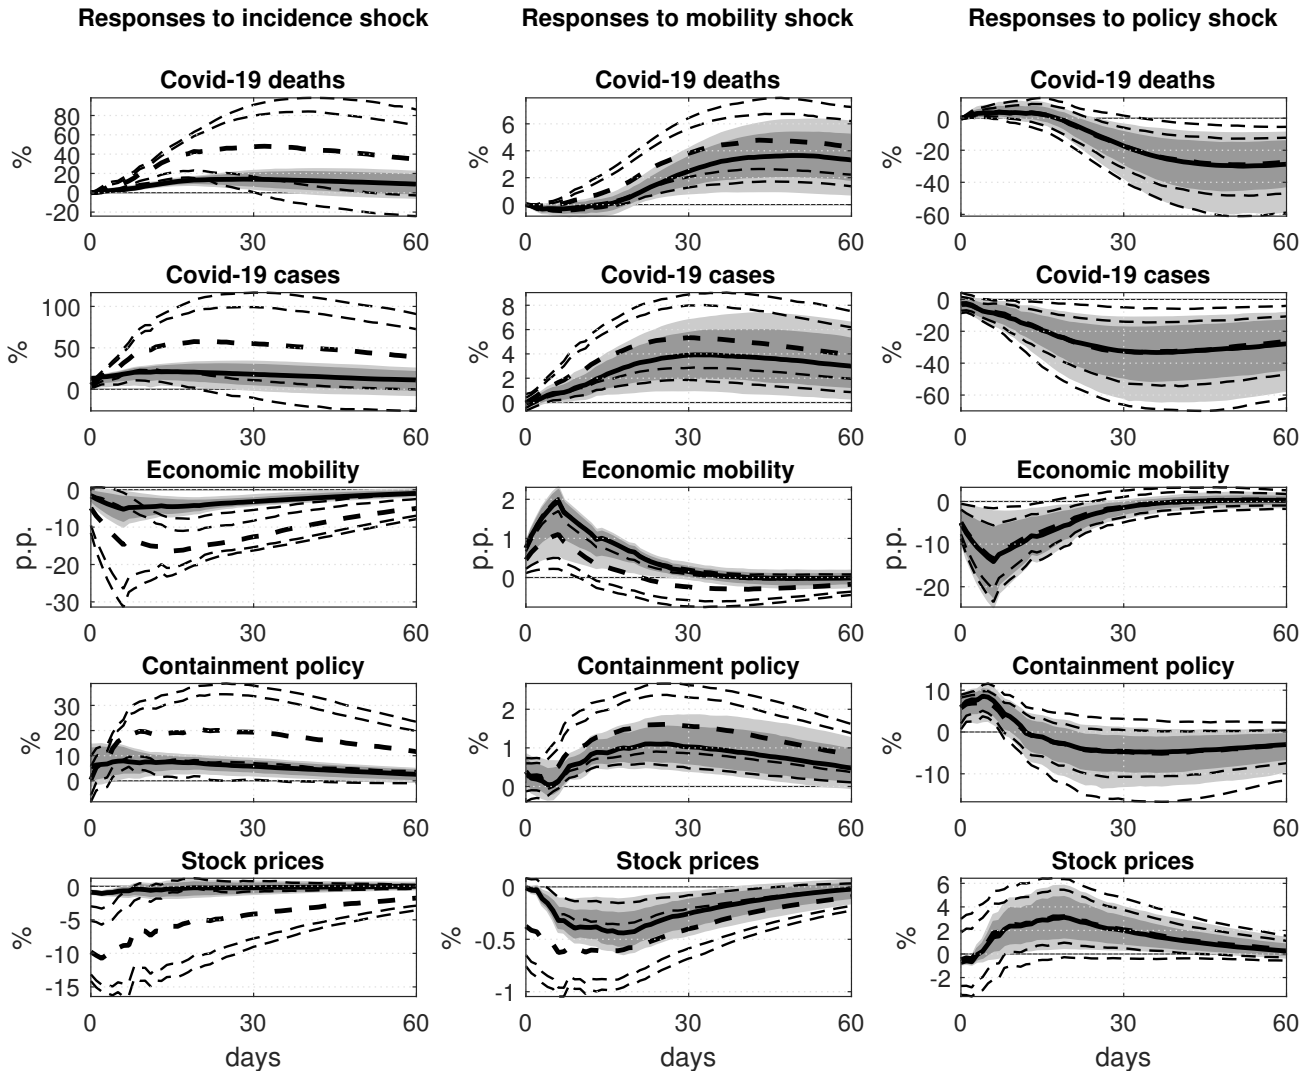 Responses to incidence shock Responses to mobility shock Responses to policy shock
Covid-19 deaths Covid-19 deaths Covid-19 deaths
% 80 60 40 20 0 -20 % 6 4 2 0 % 0 -20 -40 -60
0 30 60 0 30 60 0 30 60
Covid-19 cases Covid-19 cases Covid-19 cases
% 100 50 0 % 8 6 4 2 0 % 0 -20 -40 -60
0 30 60 0 30 60 0 30 60
Economic mobility Economic mobility Economic mobility
p.p. 0 -10 -20 -30 p.p. 2 1 0 p.p. 0 -10 -20
0 30 60 0 30 60 0 30 60
Containment policy Containment policy Containment policy
% 30 20 10 0 % 2 1 0 % 10 0 -10
0 30 60 0 30 60 0 30 60
Stock prices Stock prices Stock prices
% 0 -5 -10 -15 % 0 -0.5 -1 % 6 4 2 0 -2
0 30 60 0 30 60 0 30 60
days days days